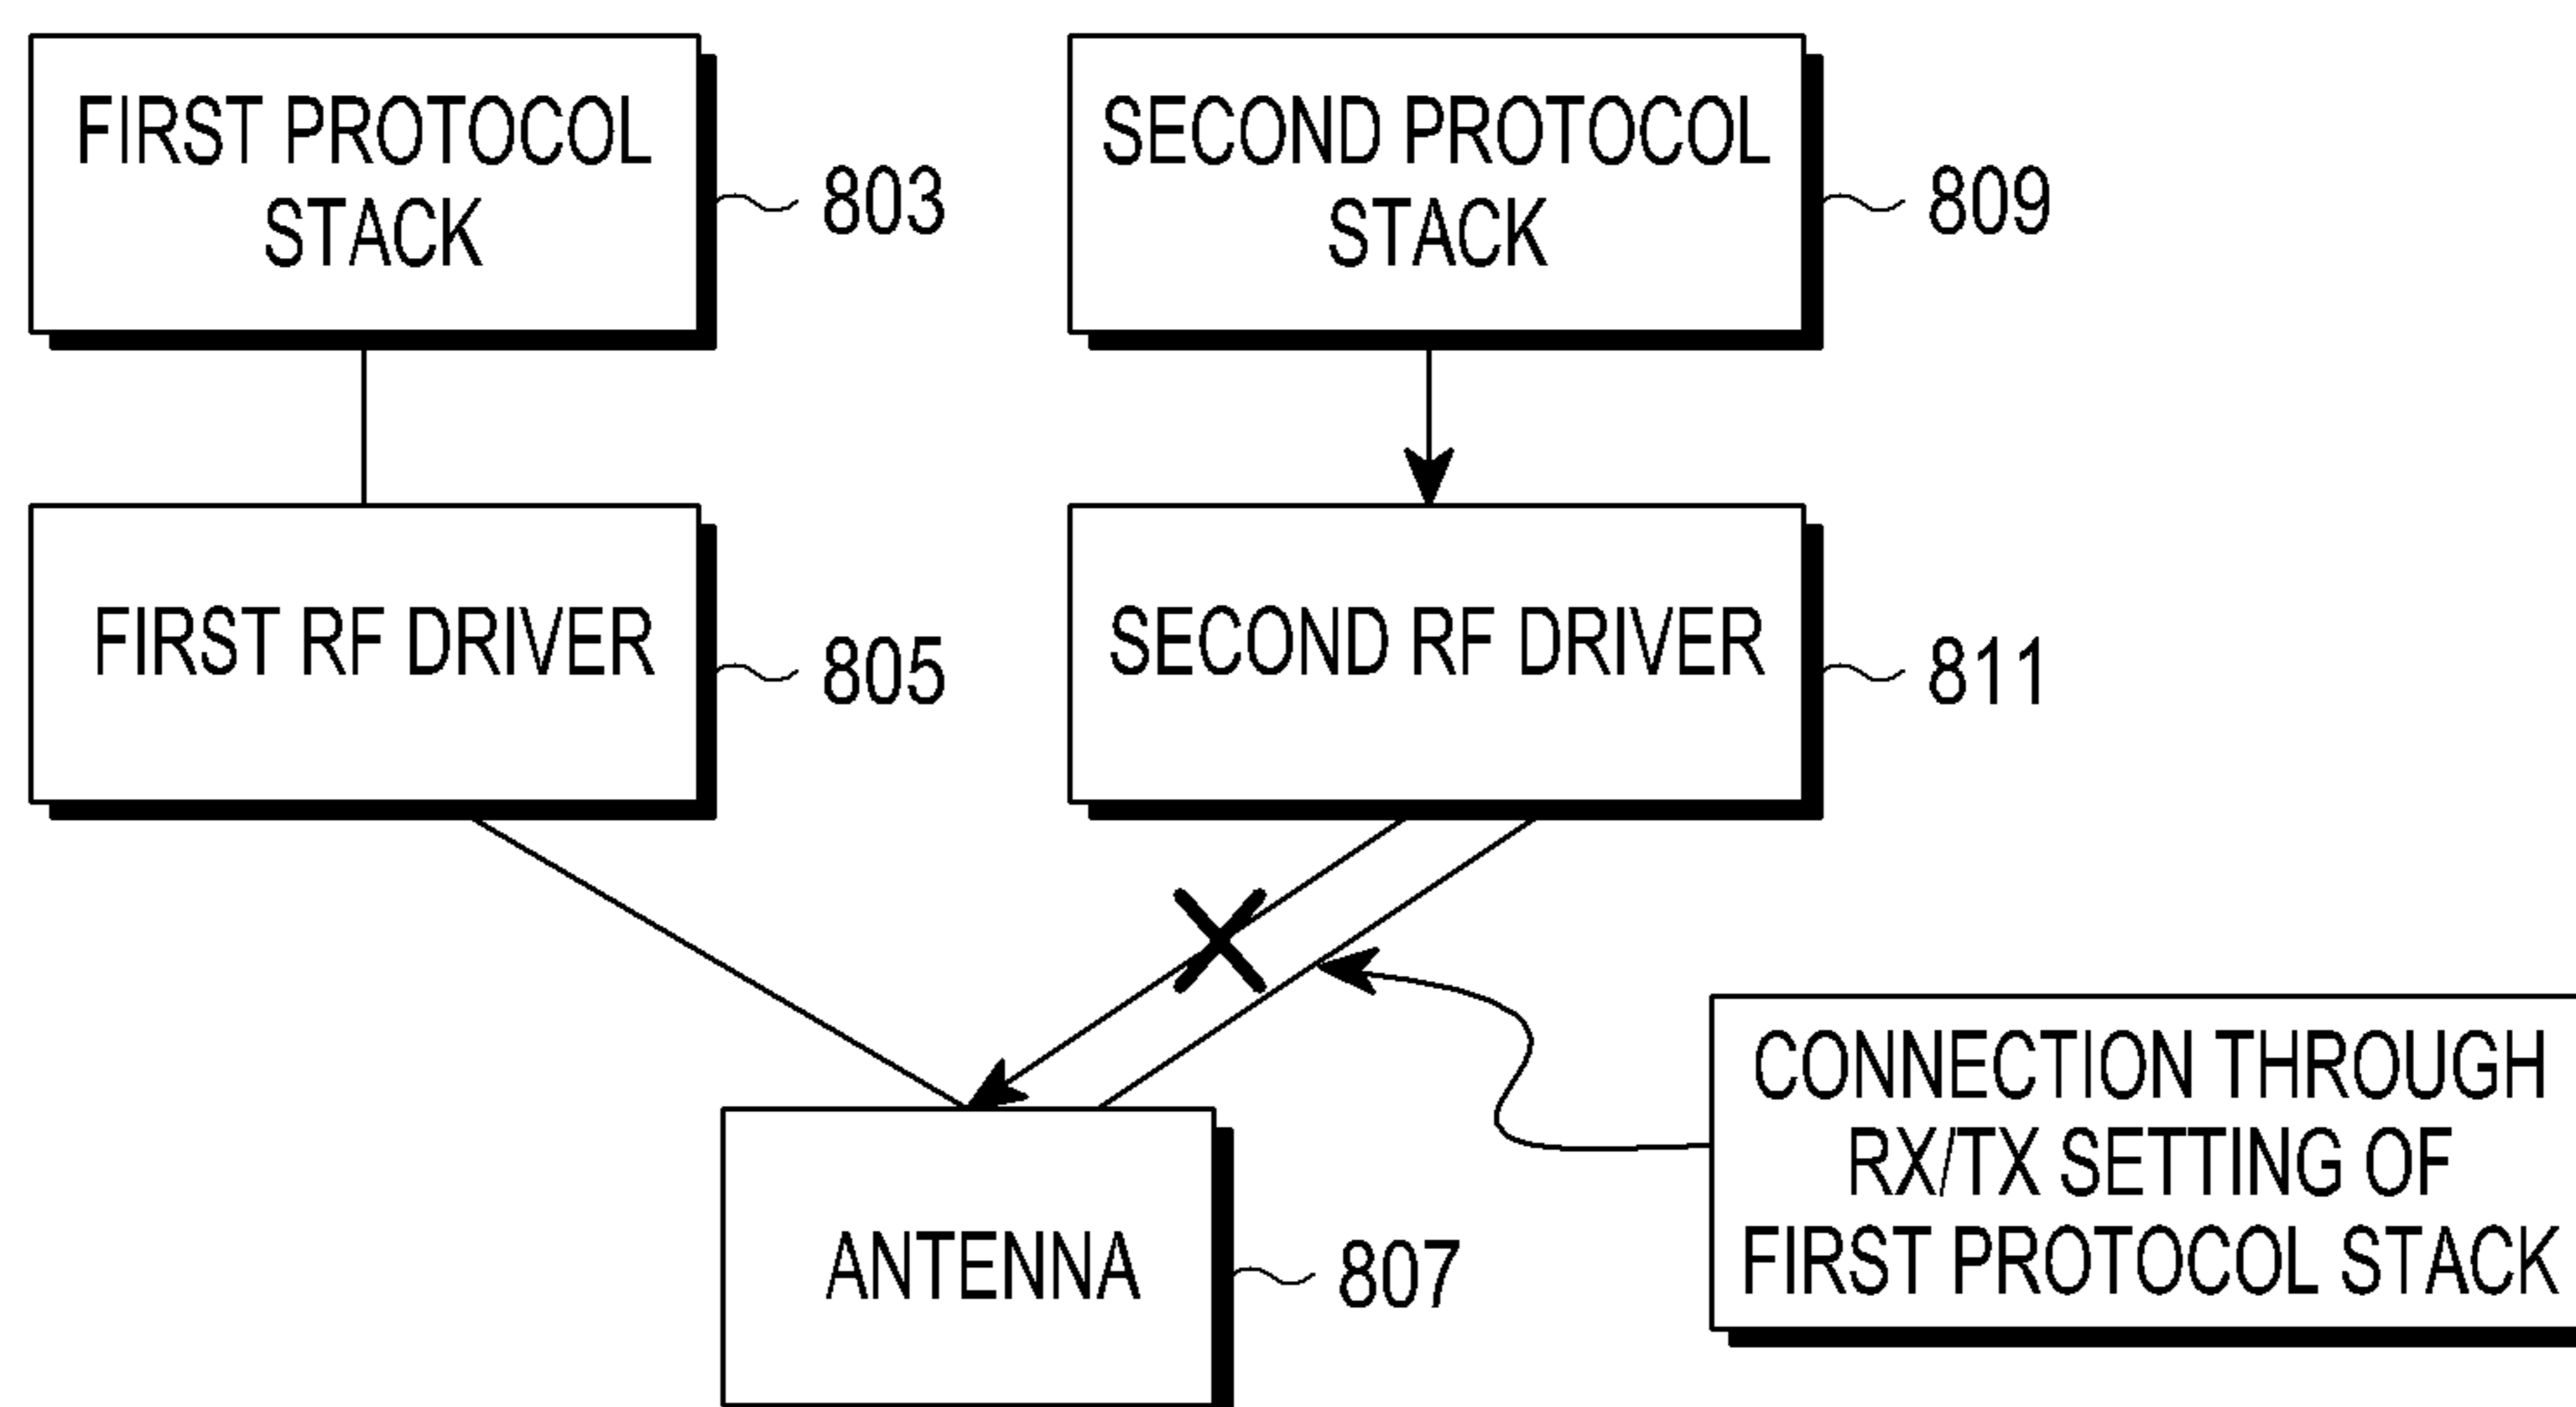 FIRST PROTOCOL
STACK
803
SECOND PROTOCOL
STACK
809
FIRST RF DRIVER
805
SECOND RF DRIVER
811
CONNECTION THROUGH
RX/TX SETTING OF
FIRST PROTOCOL STACK
ANTENNA
807